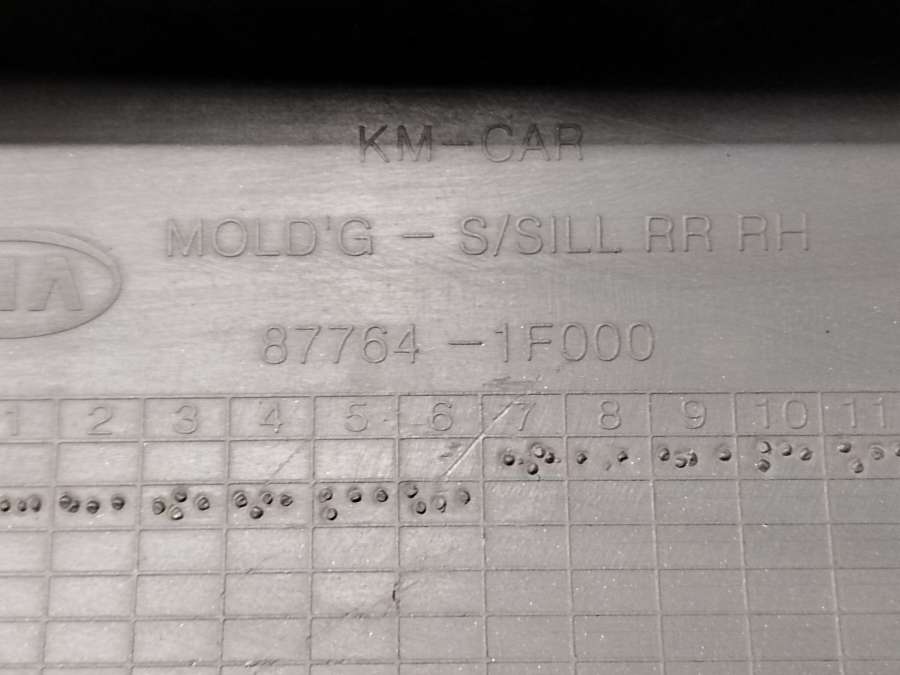 KM-CAR
MOLD'G - S/SILL RR RH
87764-1F000
1 2 3 4 5 6 7 8 9 10 11